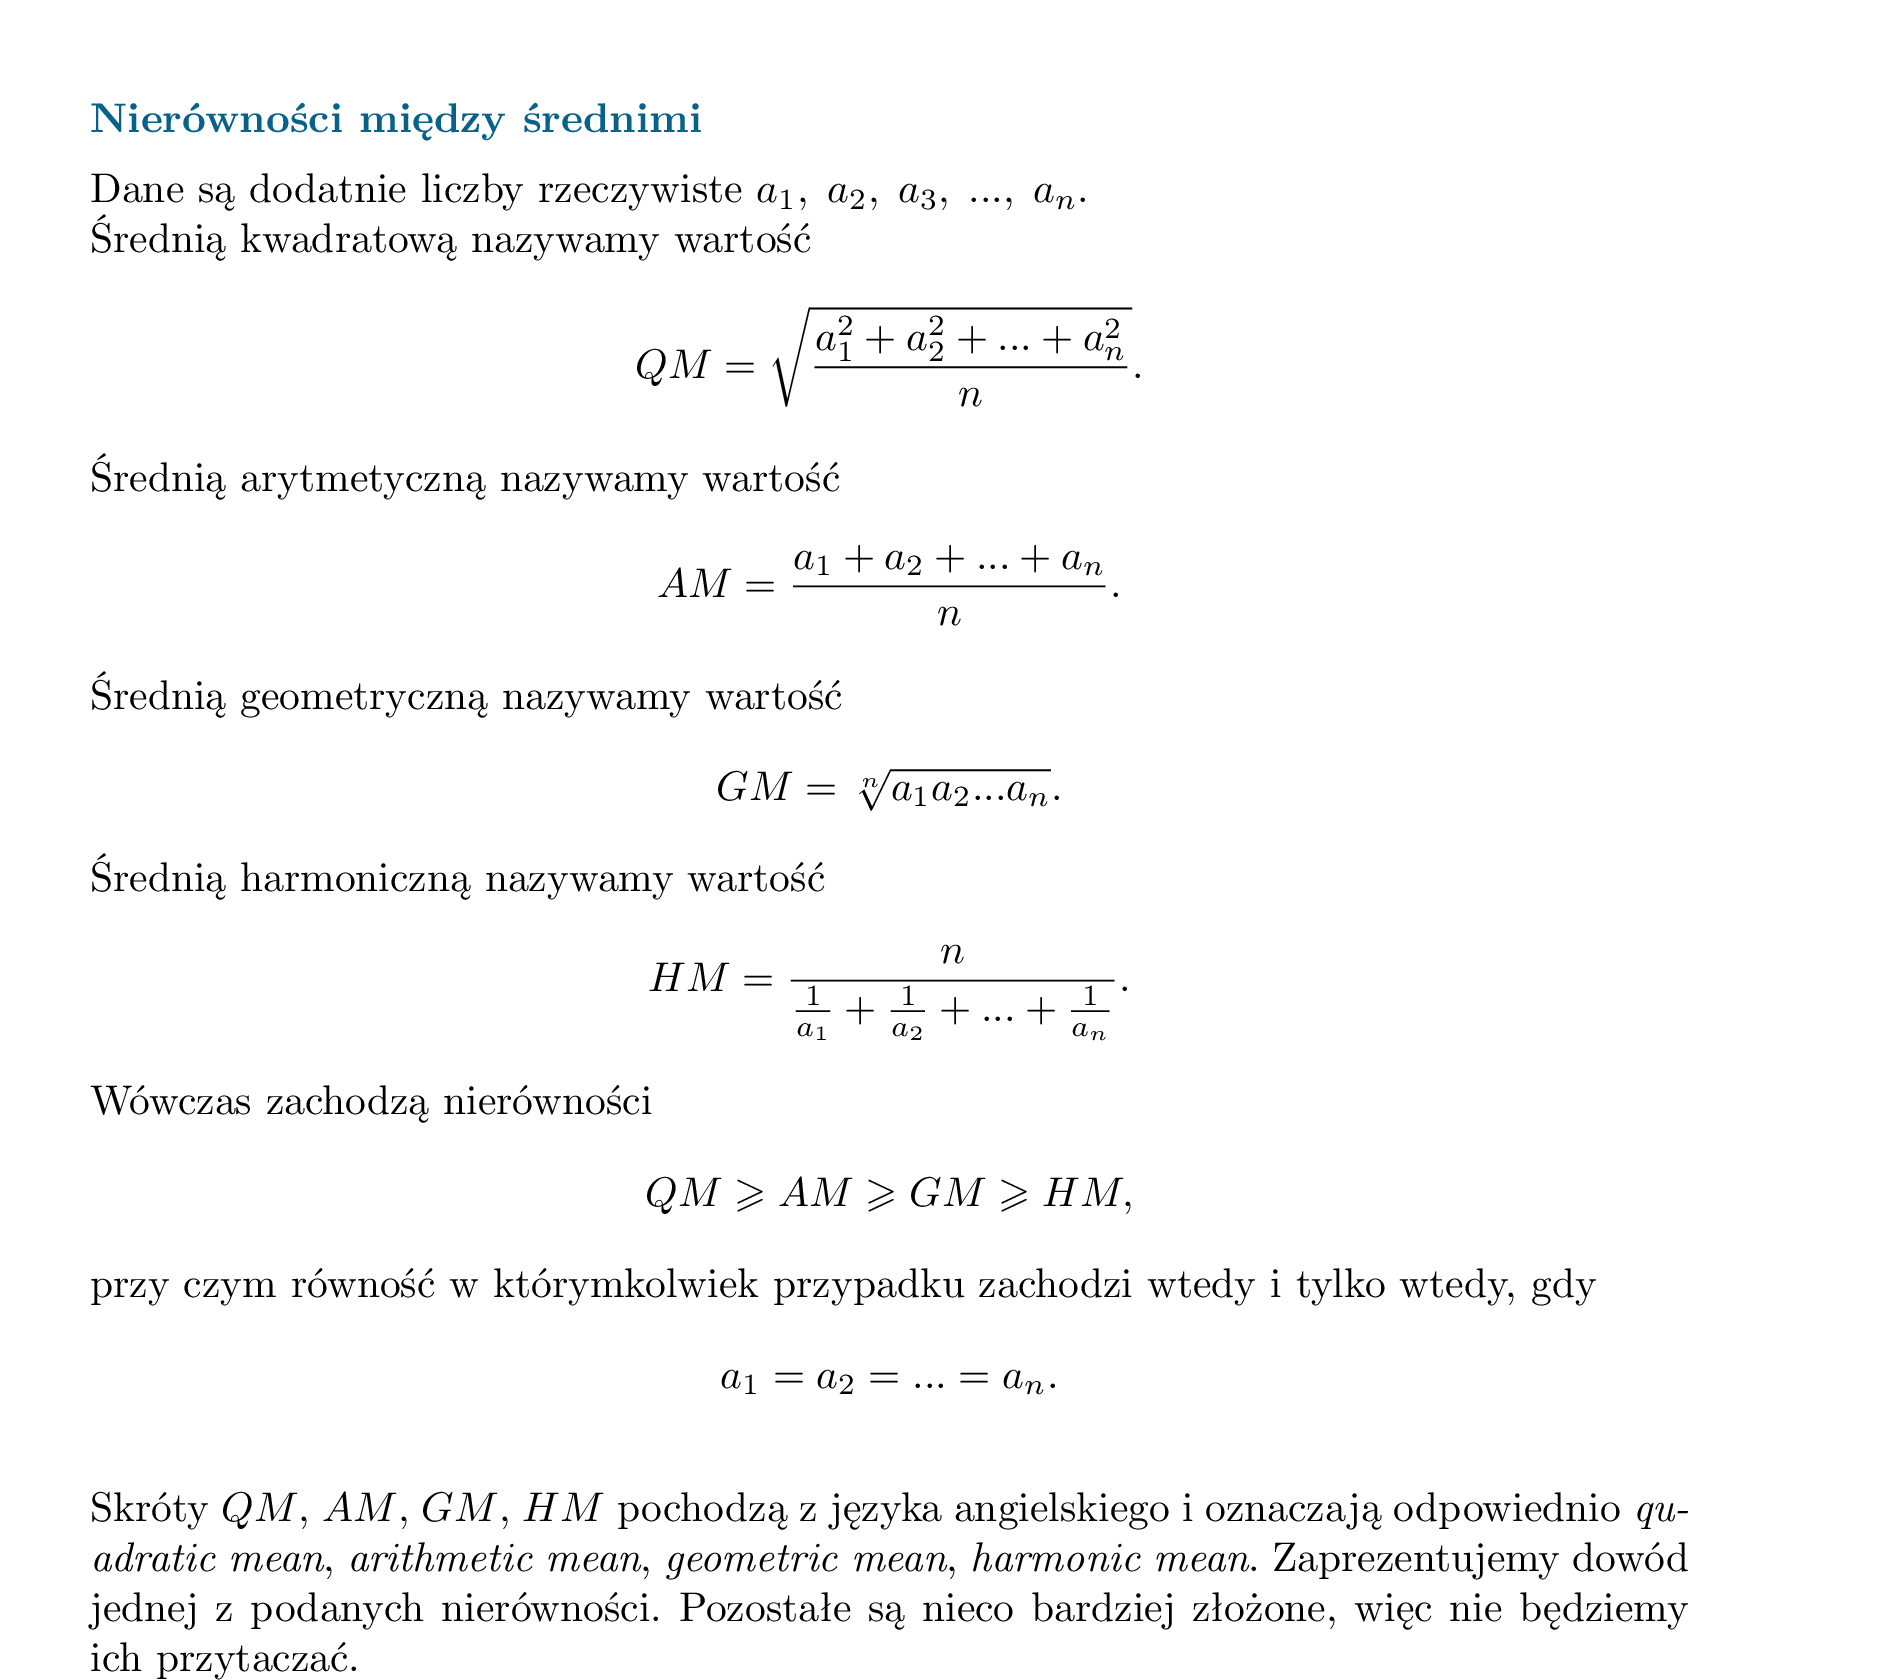 Nierówności między średnimi
Dane są dodatnie liczby rzeczywiste $a_1,\ a_2,\ a_3,\ ...,\ a_n$.
Średnią kwadratową nazywamy wartość
$QM = \sqrt{\frac{a_1^2 + a_2^2 + ... + a_n^2}{n}}.$
Średnią arytmetyczną nazywamy wartość
$AM = \frac{a_1 + a_2 + ... + a_n}{n}.$
Średnią geometryczną nazywamy wartość
$GM = \sqrt[n]{a_1 a_2 ... a_n}.$
Średnią harmoniczną nazywamy wartość
$HM = \frac{n}{\frac{1}{a_1} + \frac{1}{a_2} + ... + \frac{1}{a_n}}.$
Wówczas zachodzą nierówności
$QM \geqslant AM \geqslant GM \geqslant HM,$
przy czym równość w którymkolwiek przypadku zachodzi wtedy i tylko wtedy, gdy
$a_1 = a_2 = ... = a_n.$
Skróty $QM$, $AM$, $GM$, $HM$ pochodzą z języka angielskiego i oznaczają odpowiednio qu-
adratic mean, arithmetic mean, geometric mean, harmonic mean. Zaprezentujemy dowód
jednej z podanych nierówności. Pozostałe są nieco bardziej złożone, więc nie będziemy
ich przytaczać.